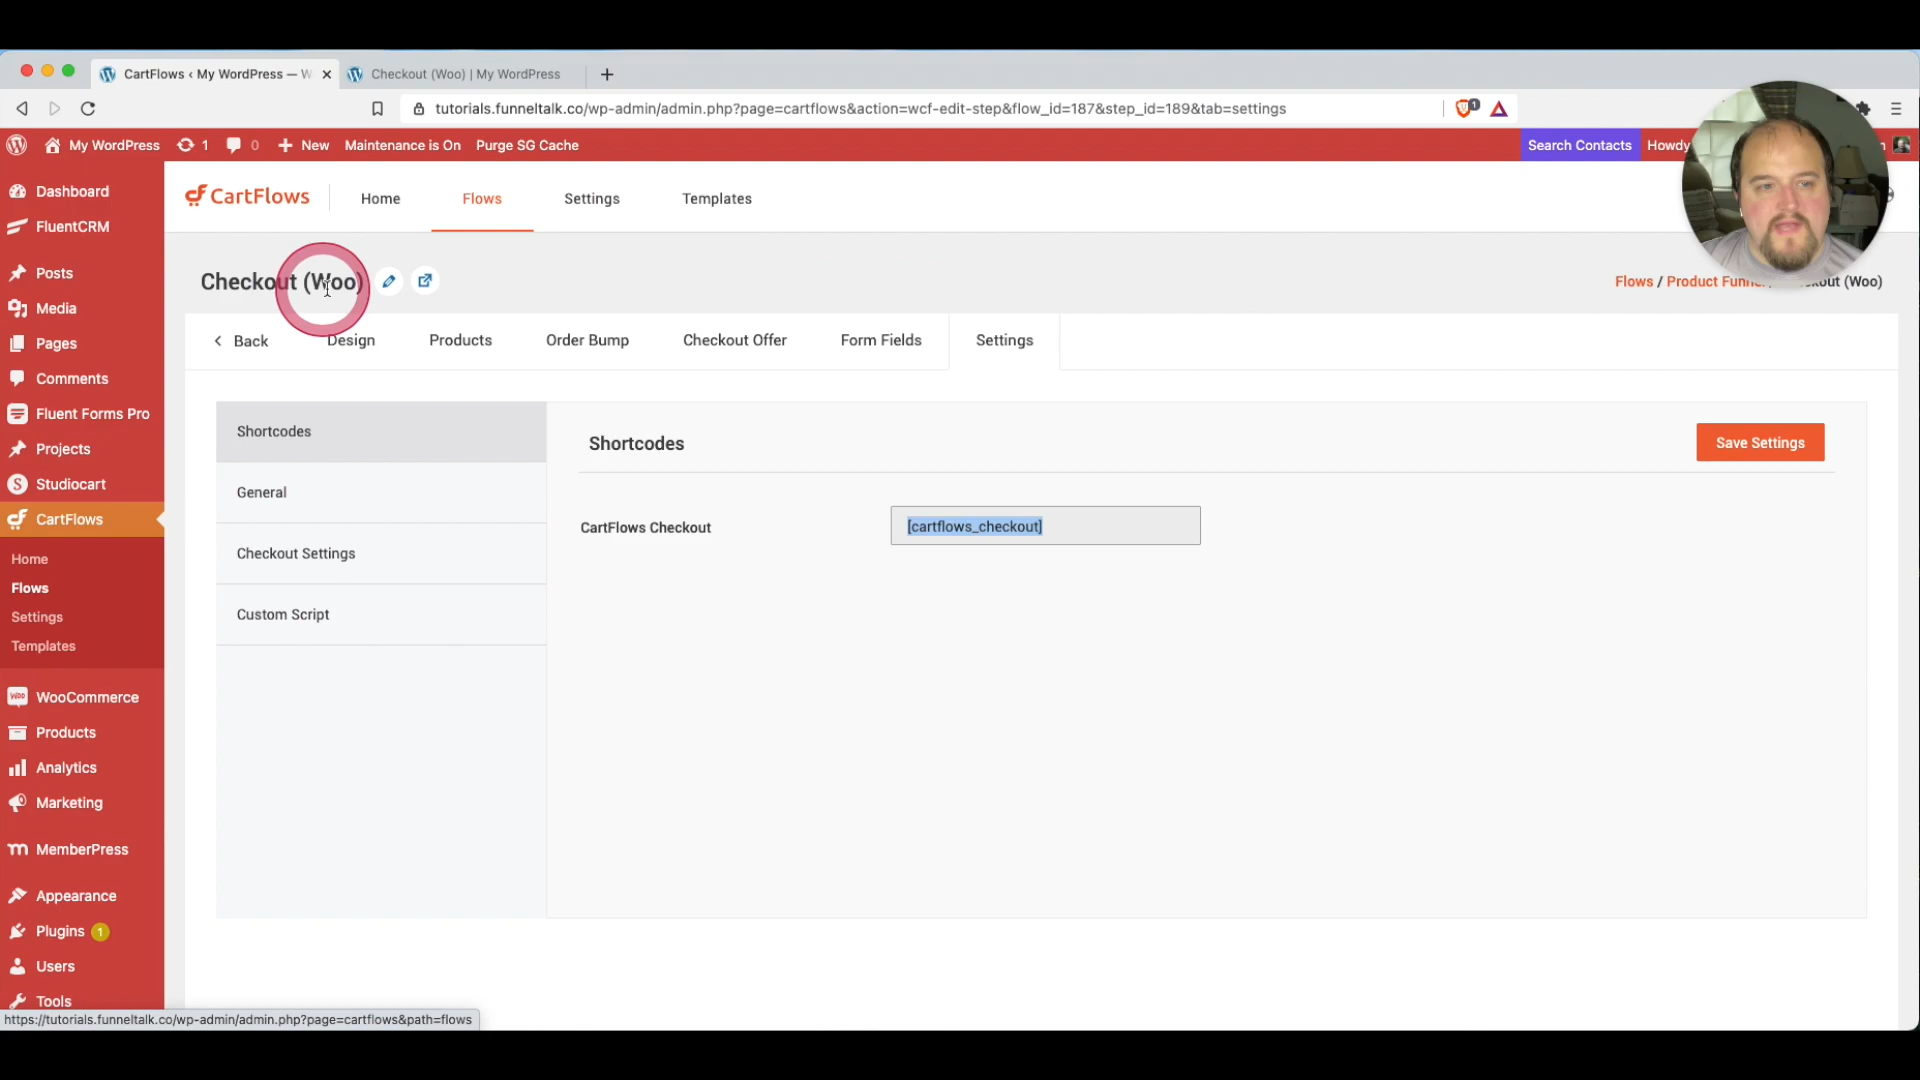 CartFlows ‹ My WordPress — W
Checkout (Woo) | My WordPress
tutorials.funneltalk.co/wp-admin/admin.php?page=cartflows&action=wcf-edit-step&flow_id=187&step_id=189&tab=settings
1
My WordPress
1
0
New
Maintenance is On
Purge SG Cache
Search Contacts
Howdy
Dashboard
FluentCRM
Posts
Media
Pages
Comments
Fluent Forms Pro
Projects
Studiocart
CartFlows
Home
Flows
Settings
Templates
WooCommerce
Products
Analytics
Marketing
MemberPress
Appearance
Plugins 1
Users
Tools
CartFlows
Home
Flows
Settings
Templates
Checkout (Woo)
Flows / Product Funne
kout (Woo)
Back
Design
Products
Order Bump
Checkout Offer
Form Fields
Settings
Shortcodes
General
Checkout Settings
Custom Script
Shortcodes
Save Settings
CartFlows Checkout
[cartflows_checkout]
https://tutorials.funneltalk.co/wp-admin/admin.php?page=cartflows&path=flows